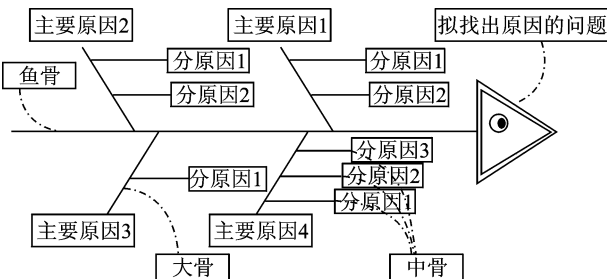 主要原因2
主要原因1
拟找出原因的问题
分原因1
分原因1
鱼骨
分原因2
分原因2
分原因3
分原因1
分原因2
分原因1
主要原因3
主要原因4
大骨
中骨